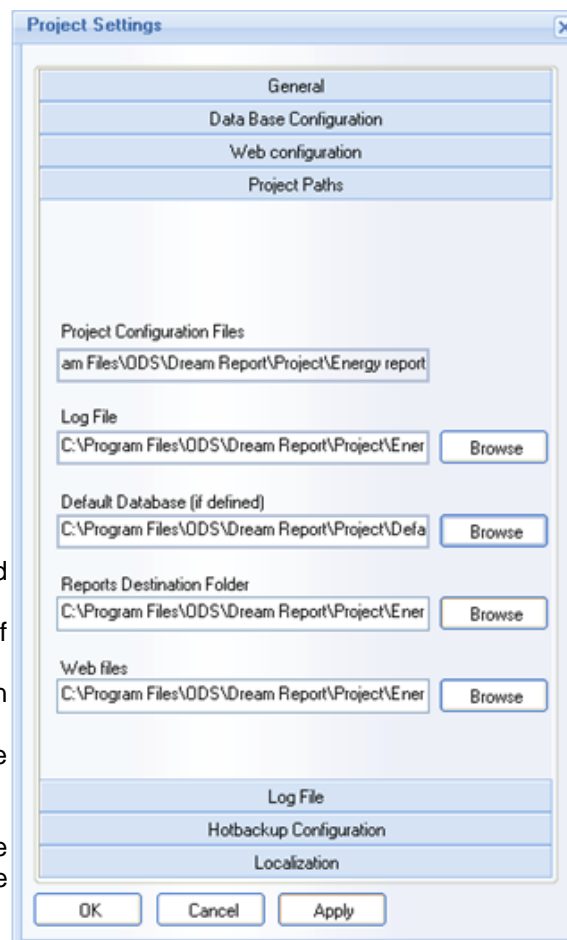 Project Settings
General
Data Base Configuration
Web configuration
Project Paths
Project Configuration Files
am Files\ODS\Dream Report\Project\Energy report
Log File
C:\Program Files\ODS\Dream Report\Project\Ener
Browse
Default Database (if defined)
C:\Program Files\ODS\Dream Report\Project\Defa
Browse
Reports Destination Folder
C:\Program Files\ODS\Dream Report\Project\Ener
Browse
Web files
C:\Program Files\ODS\Dream Report\Project\Ener
Browse
Log File
Hotbackup Configuration
Localization
OK Cancel Apply